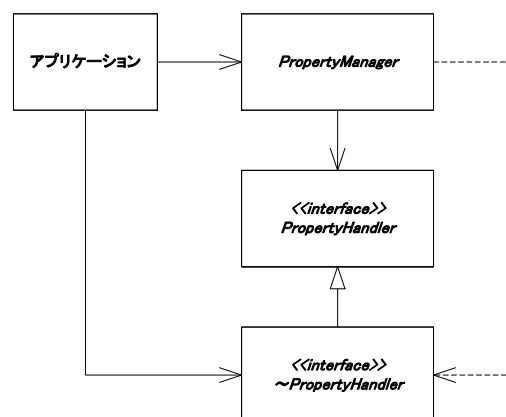 アプリケーション
PropertyManager
<<interface>>
PropertyHandler
<<interface>>
～PropertyHandler